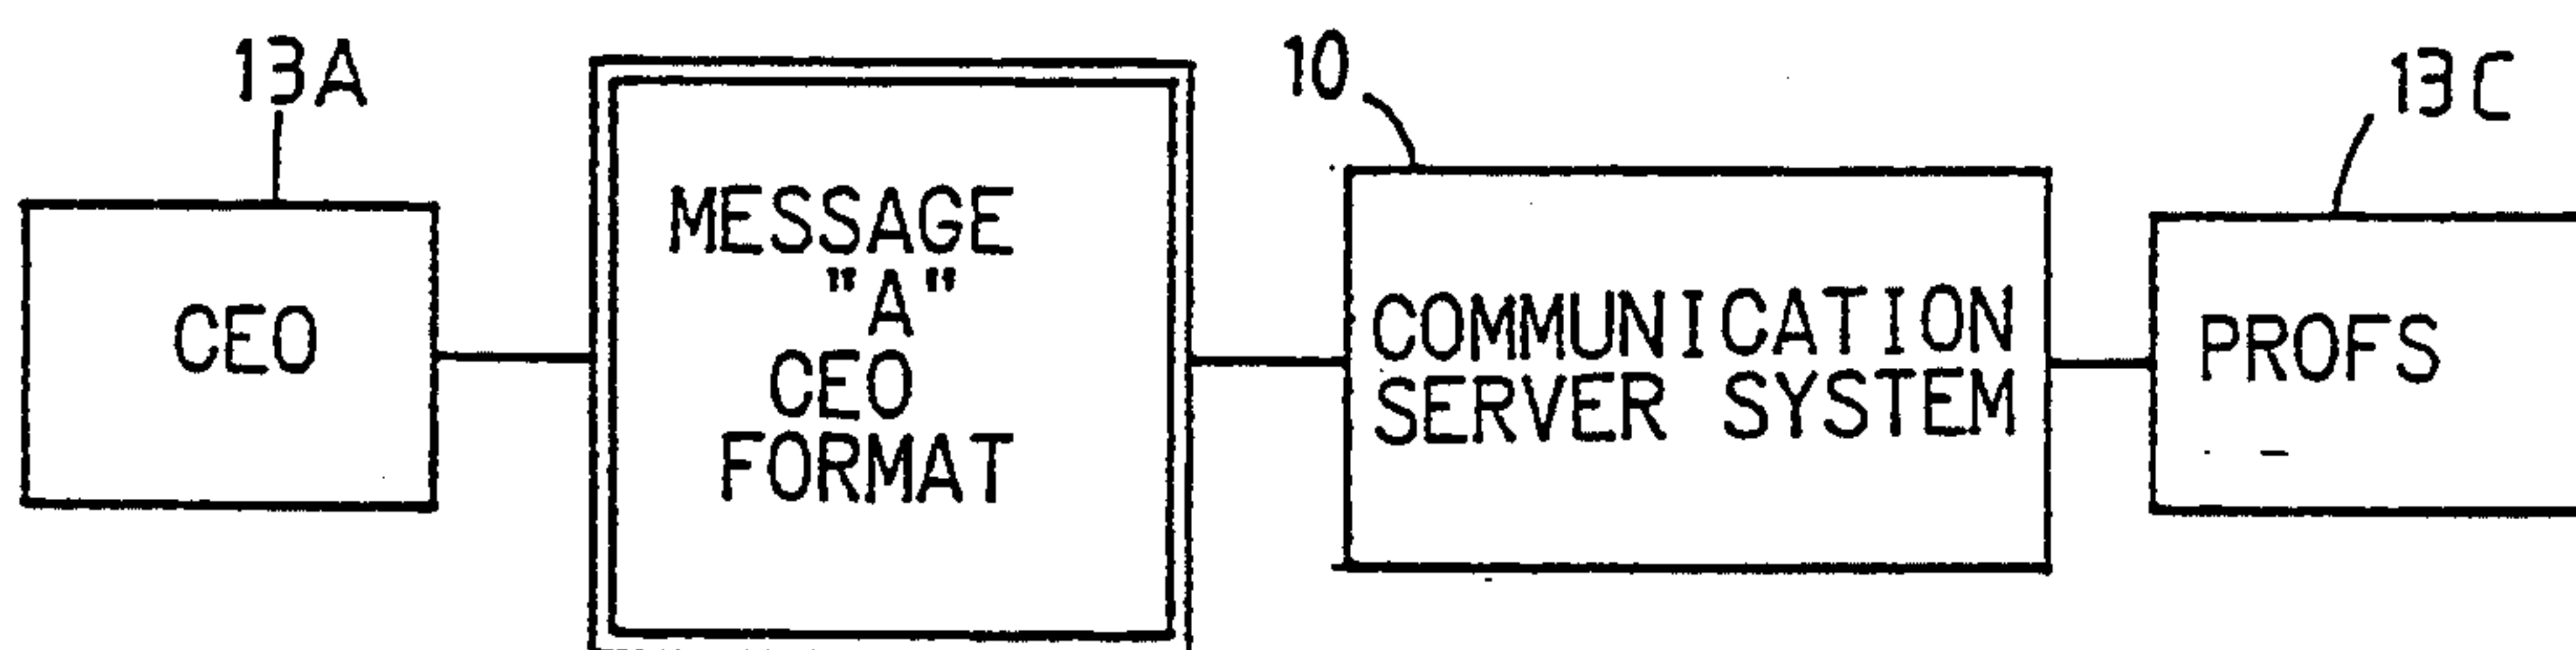 13A
10
13C
CEO
MESSAGE
"A"
CEO
FORMAT
COMMUNICATION
SERVER SYSTEM
PROFS